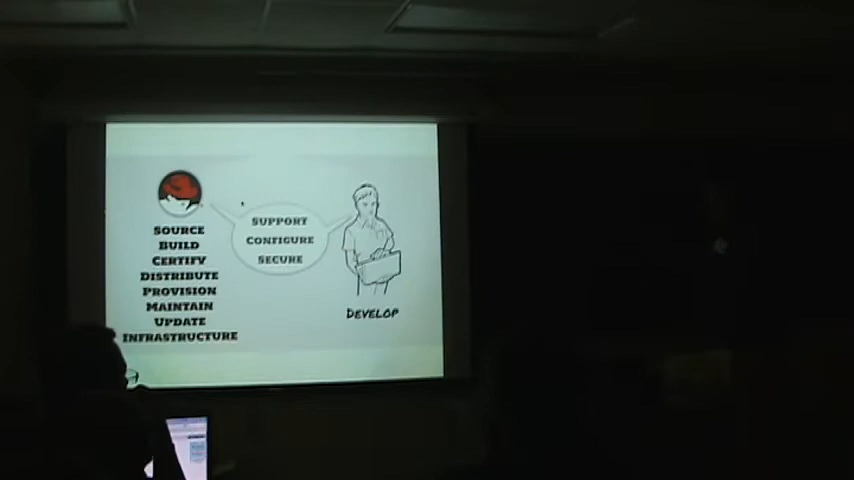 SOURCE
BUILD
CERTIFY
DISTRIBUTE
PROVISION
MAINTAIN
UPDATE
INFRASTRUCTURE
SUPPORT
CONFIGURE
SECURE
DEVELOP